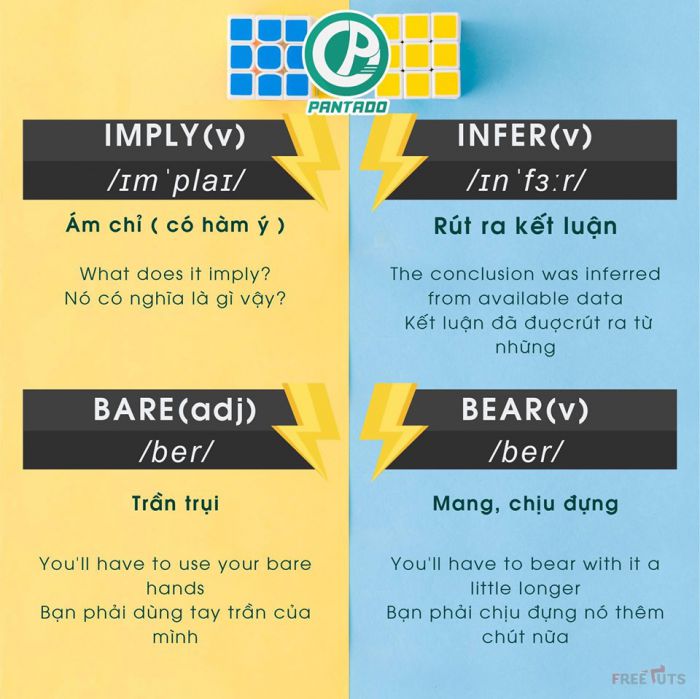 PANTADO
IMPLY(v)
/ɪmˈplaɪ/
Ám chỉ ( có hàm ý )
What does it imply?
Nó có nghĩa là gì vậy?
INFER(v)
/ɪnˈfɜːr/
Rút ra kết luận
The conclusion was inferred
from available data
Kết luận đã đuợcrút ra từ
những
BARE(adj)
/ber/
Trần trụi
You'll have to use your bare
hands
Bạn phải dùng tay trần của
mình
BEAR(v)
/ber/
Mang, chịu đựng
You'll have to bear with it a
little longer
Bạn phải chịu đựng nó thêm
chút nữa
FREETUTS